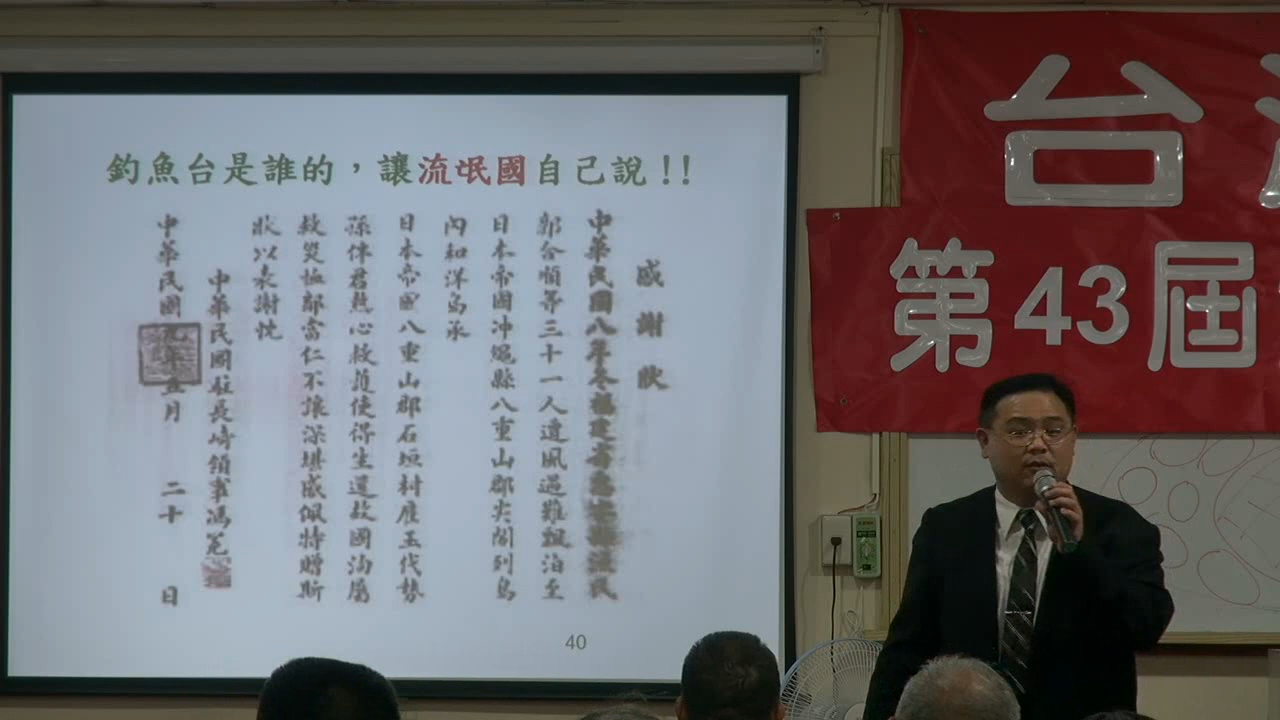 釣魚台是誰的，讓流氓國自己說!!
感謝狀
中華民國八年冬福建省惠安縣漁民
郭合順等三十一人遭風遇難飄泊至
日本帝國沖繩縣八重山郡尖閣列島
內和洋島承
日本帝國八重山郡石垣村雇玉代勢
孫伴君熱心救護使得生還故國洵屬
救災恤鄰當仁不讓深堪感佩特贈斯
狀以表謝忱
中華民國駐長崎領事馮冕
中華民國九年五月二十日
40
台
第43屆